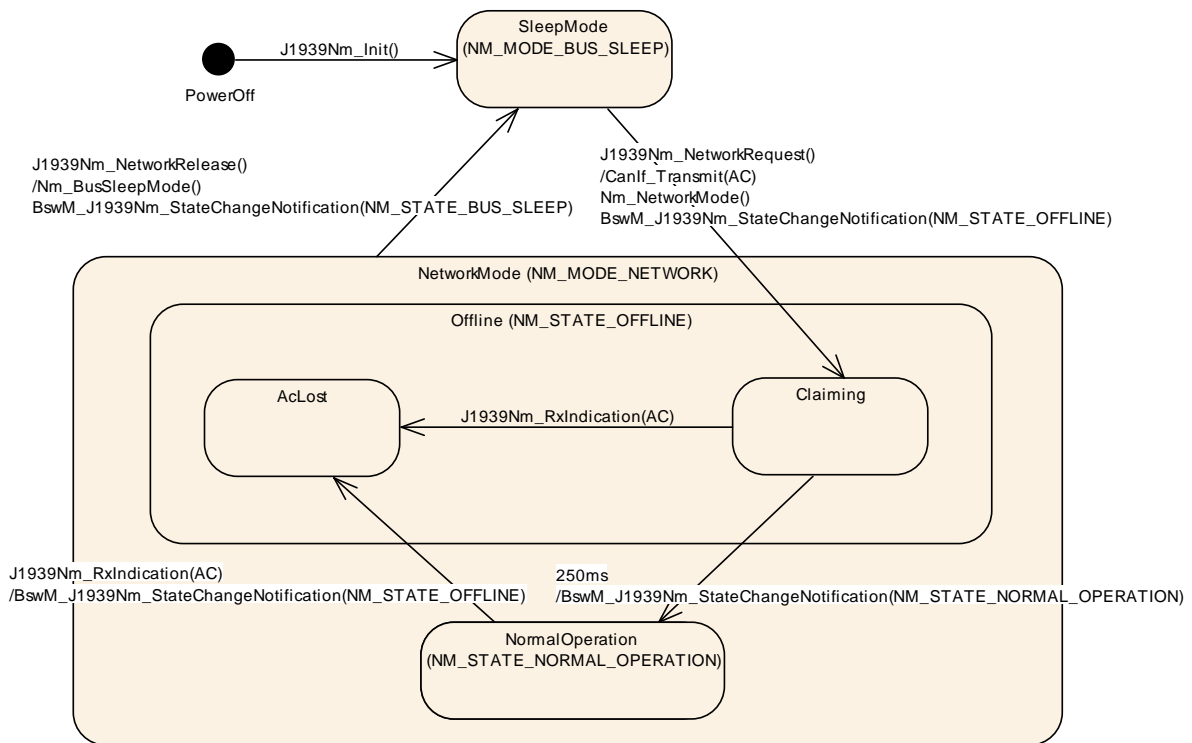 SleepMode
(NM_MODE_BUS_SLEEP)
J1939Nm_Init()
PowerOff
J1939Nm_NetworkRelease()
/Nm_BusSleepMode()
BswM_J1939Nm_StateChangeNotification(NM_STATE_BUS_SLEEP)
J1939Nm_NetworkRequest()
/CanIf_Transmit(AC)
Nm_NetworkMode()
BswM_J1939Nm_StateChangeNotification(NM_STATE_OFFLINE)
NetworkMode (NM_MODE_NETWORK)
Offline (NM_STATE_OFFLINE)
AcLost
Claiming
J1939Nm_RxIndication(AC)
J1939Nm_RxIndication(AC)
/BswM_J1939Nm_StateChangeNotification(NM_STATE_OFFLINE)
250ms
/BswM_J1939Nm_StateChangeNotification(NM_STATE_NORMAL_OPERATION)
NormalOperation
(NM_STATE_NORMAL_OPERATION)